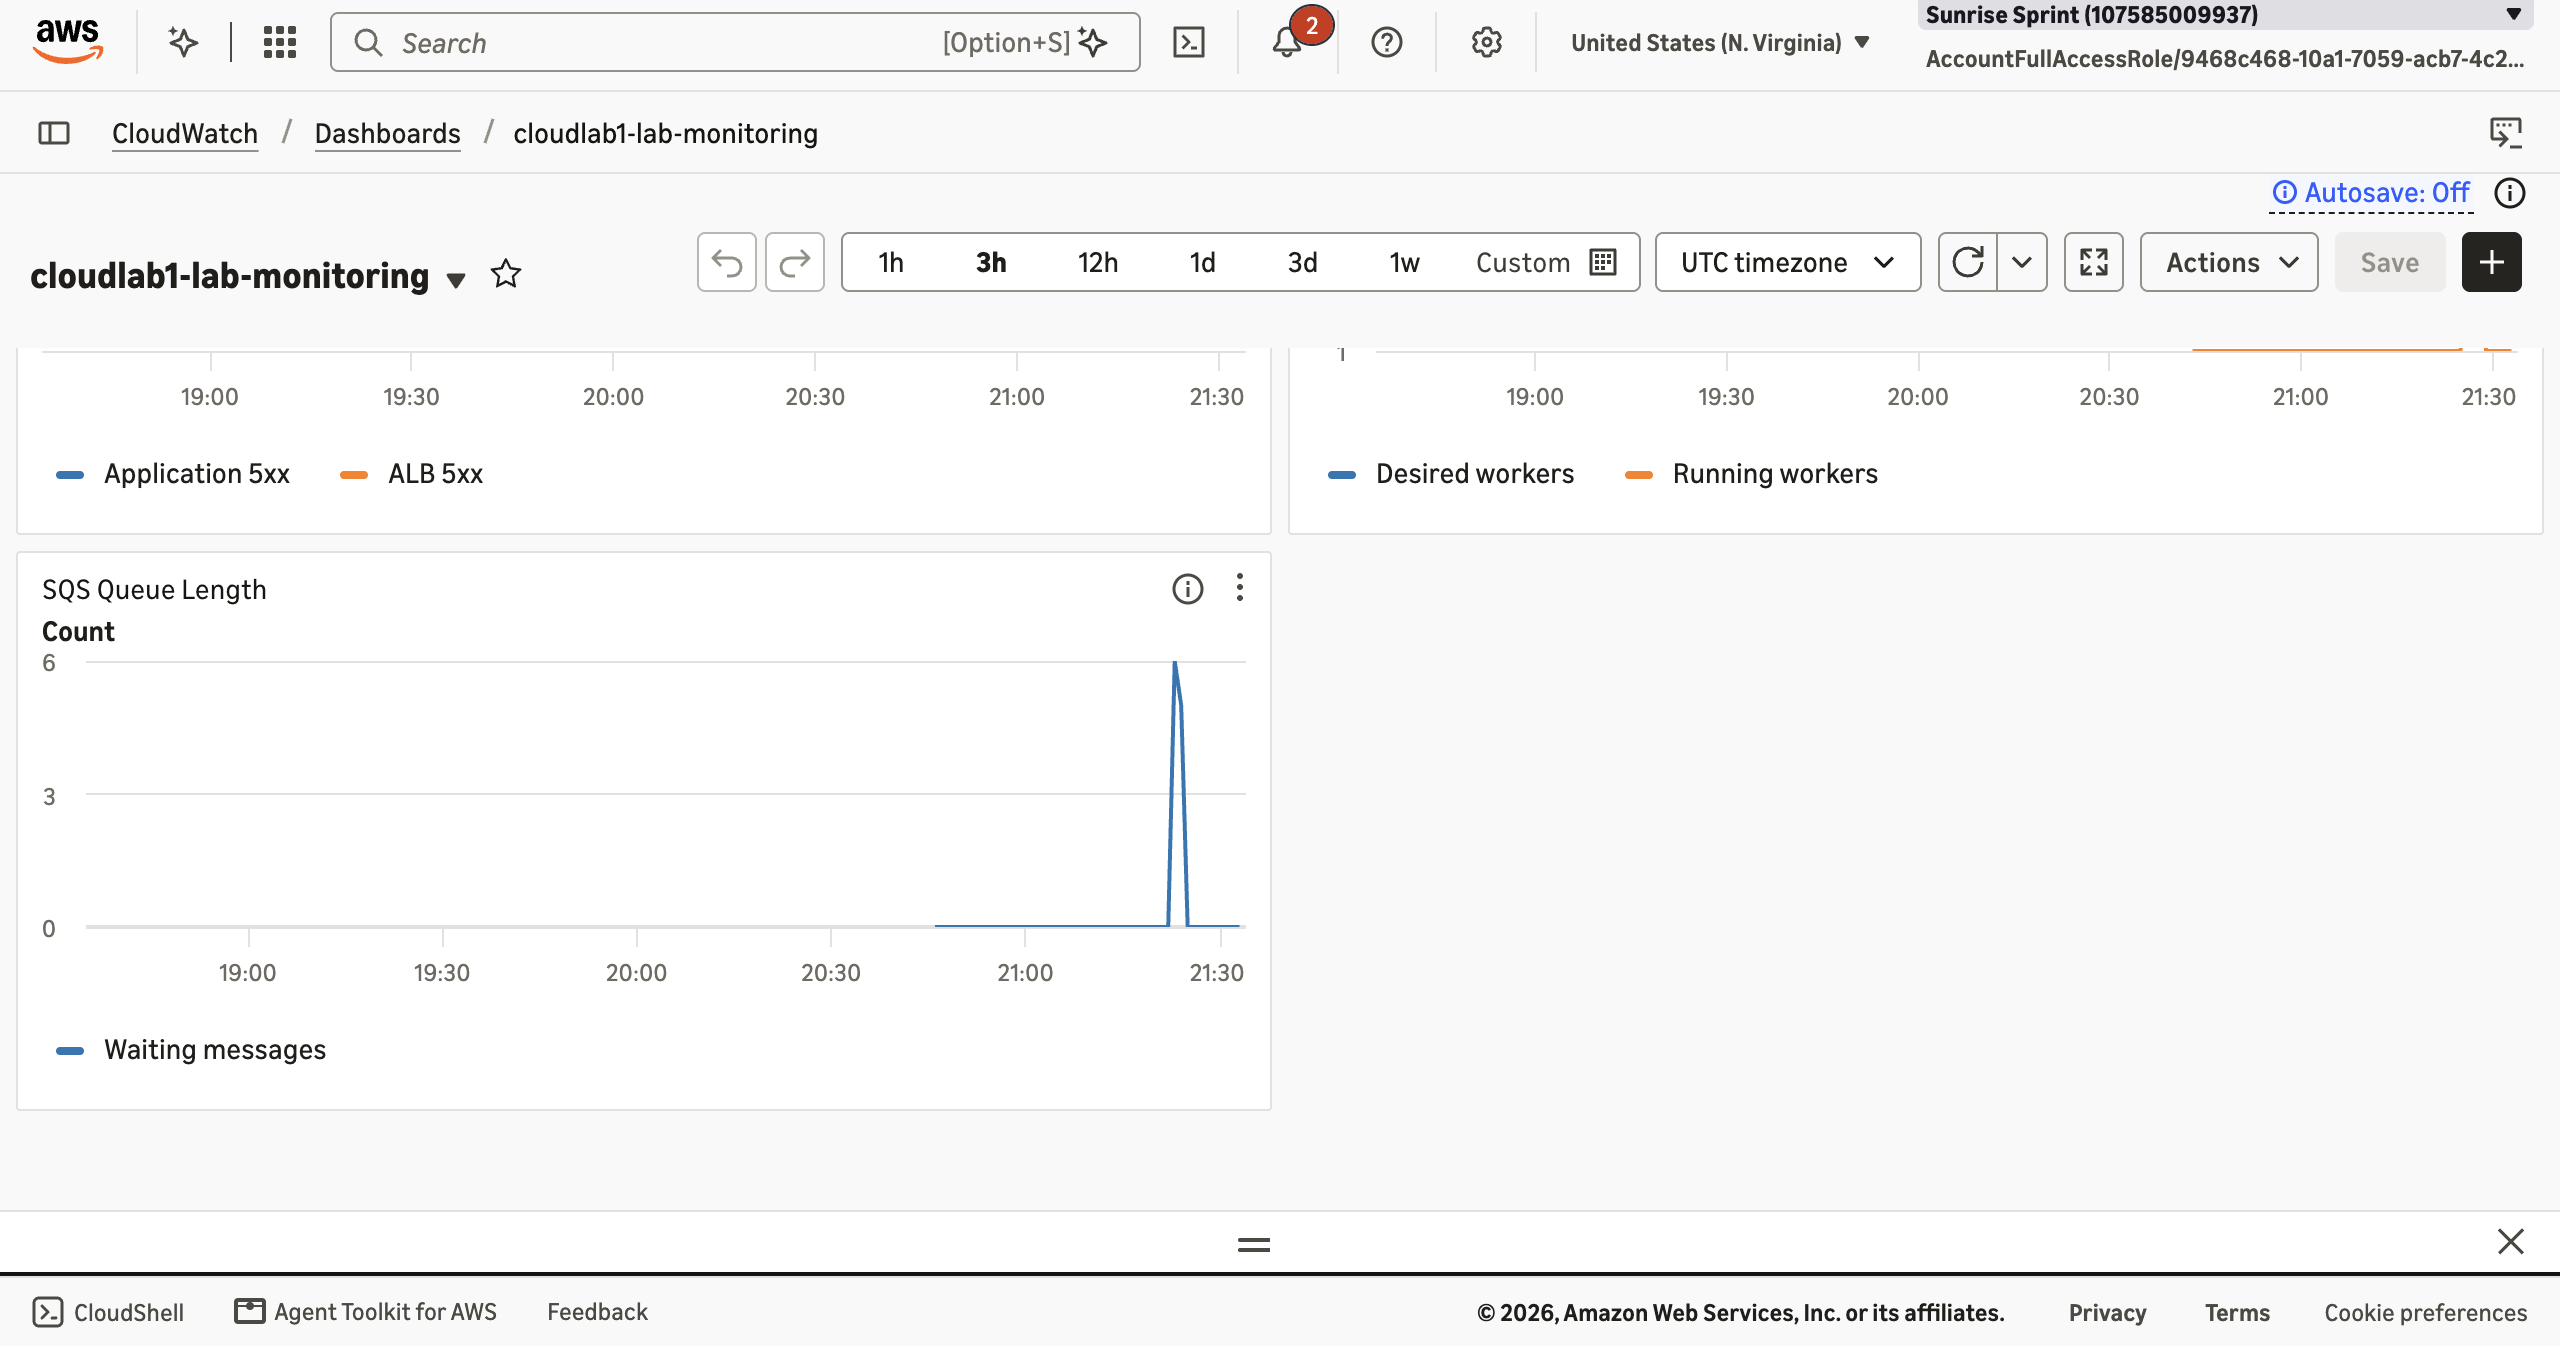 aws
Search [Option+S]
2
United States (N. Virginia)
Sunrise Sprint (107585009937)
AccountFullAccessRole/9468c468-10a1-7059-acb7-4c2...
CloudWatch / Dashboards / cloudlab1-lab-monitoring
Autosave: Off
cloudlab1-lab-monitoring
1h 3h 12h 1d 3d 1w Custom
UTC timezone
Actions
Save
19:00 19:30 20:00 20:30 21:00 21:30
Application 5xx ALB 5xx
1
19:00 19:30 20:00 20:30 21:00 21:30
Desired workers Running workers
SQS Queue Length
Count
6
3
0
19:00 19:30 20:00 20:30 21:00 21:30
Waiting messages
CloudShell Agent Toolkit for AWS Feedback
© 2026, Amazon Web Services, Inc. or its affiliates. Privacy Terms Cookie preferences